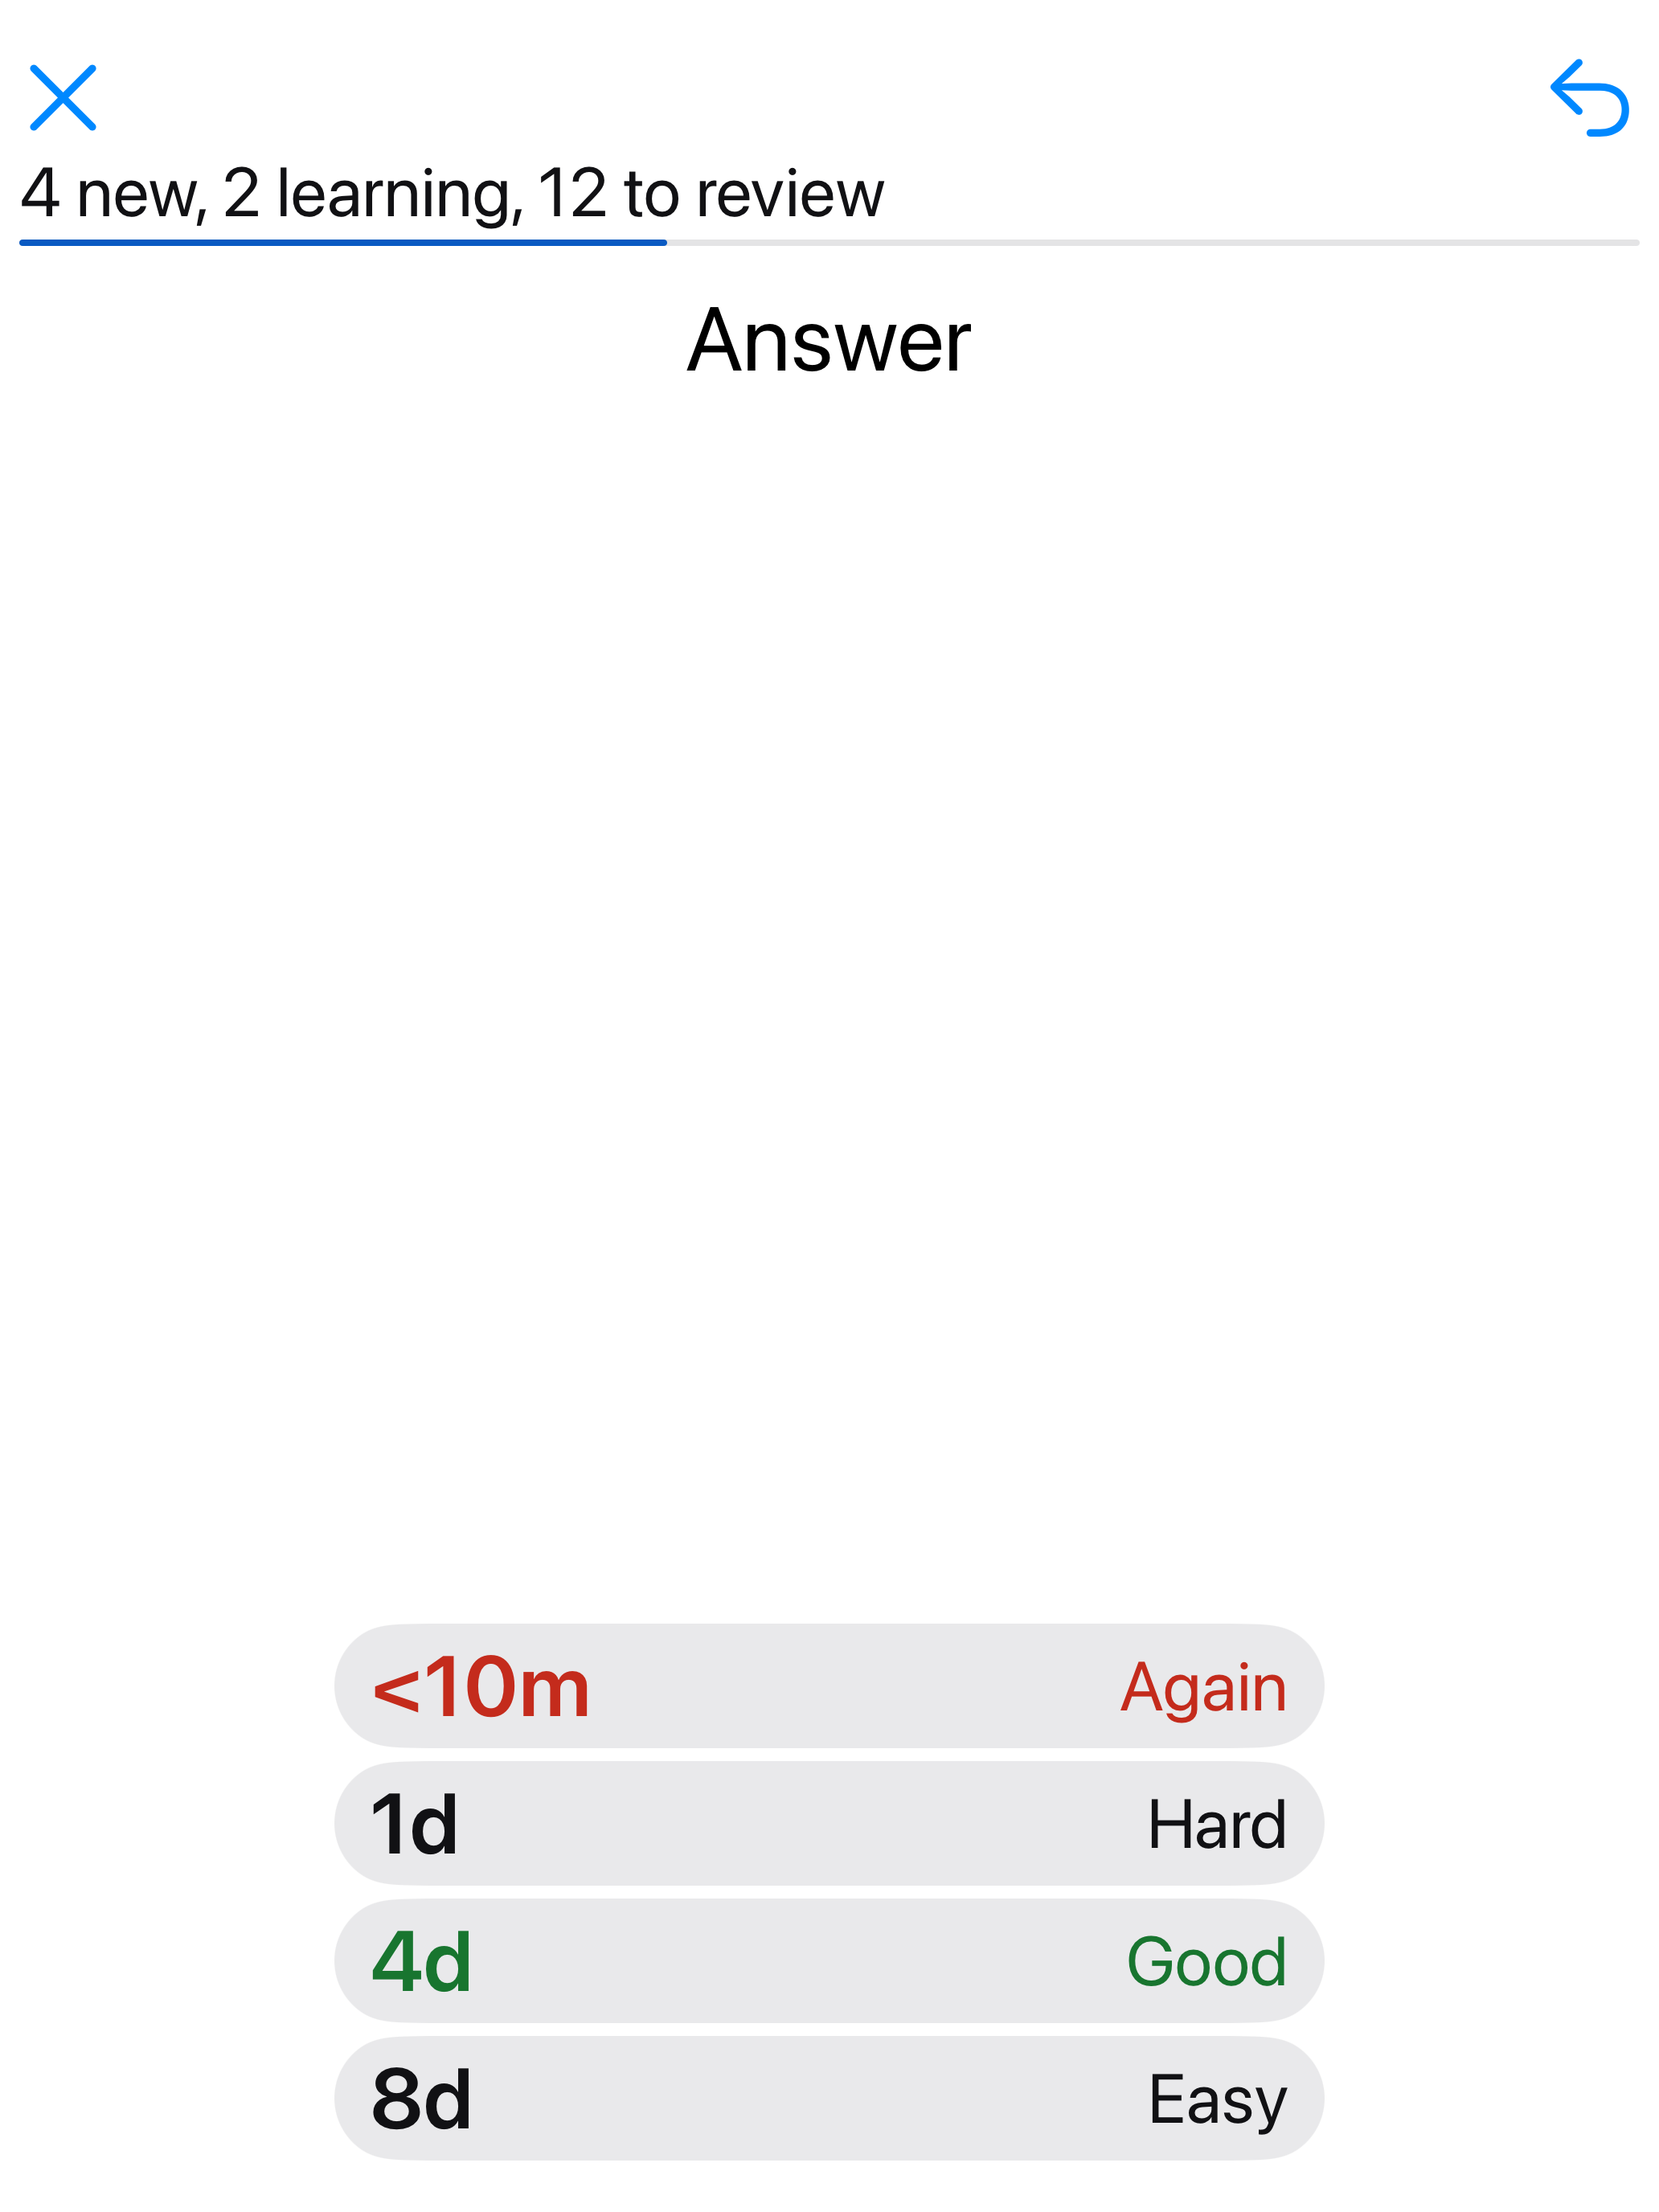 4 new, 2 learning, 12 to review
Answer
<10m Again
1d Hard
4d Good
8d Easy